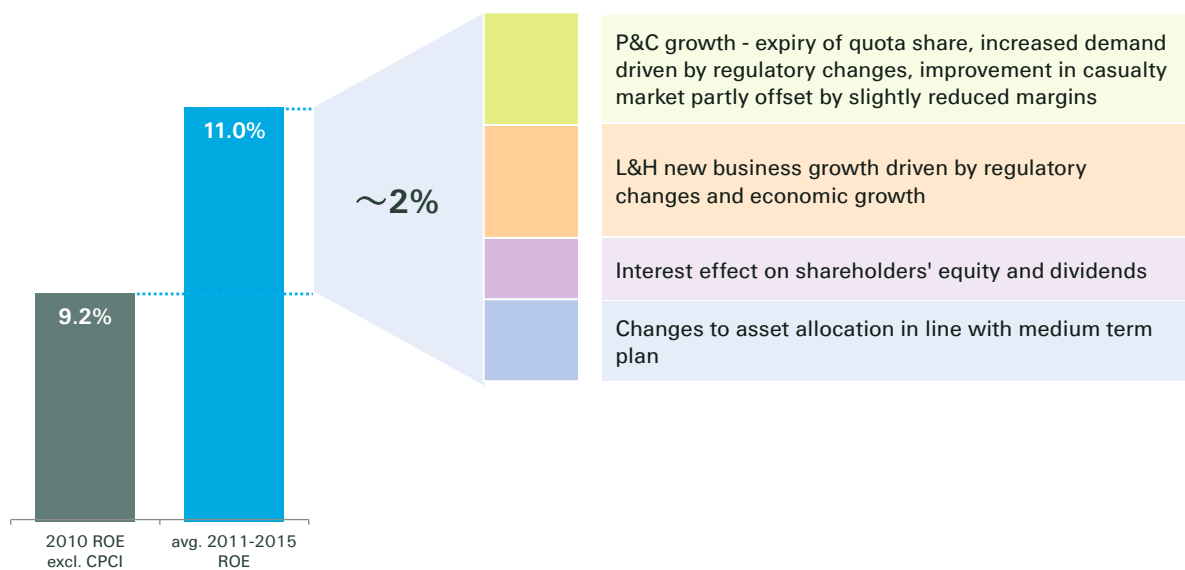 P&C growth - expiry of quota share, increased demand
driven by regulatory changes, improvement in casualty
market partly offset by slightly reduced margins
11.0%
L&H new business growth driven by regulatory
changes and economic growth
~2%
Interest effect on shareholders' equity and dividends
9.2%
Changes to asset allocation in line with medium term
plan
2010 ROE
excl. CPCI
avg. 2011-2015
ROE